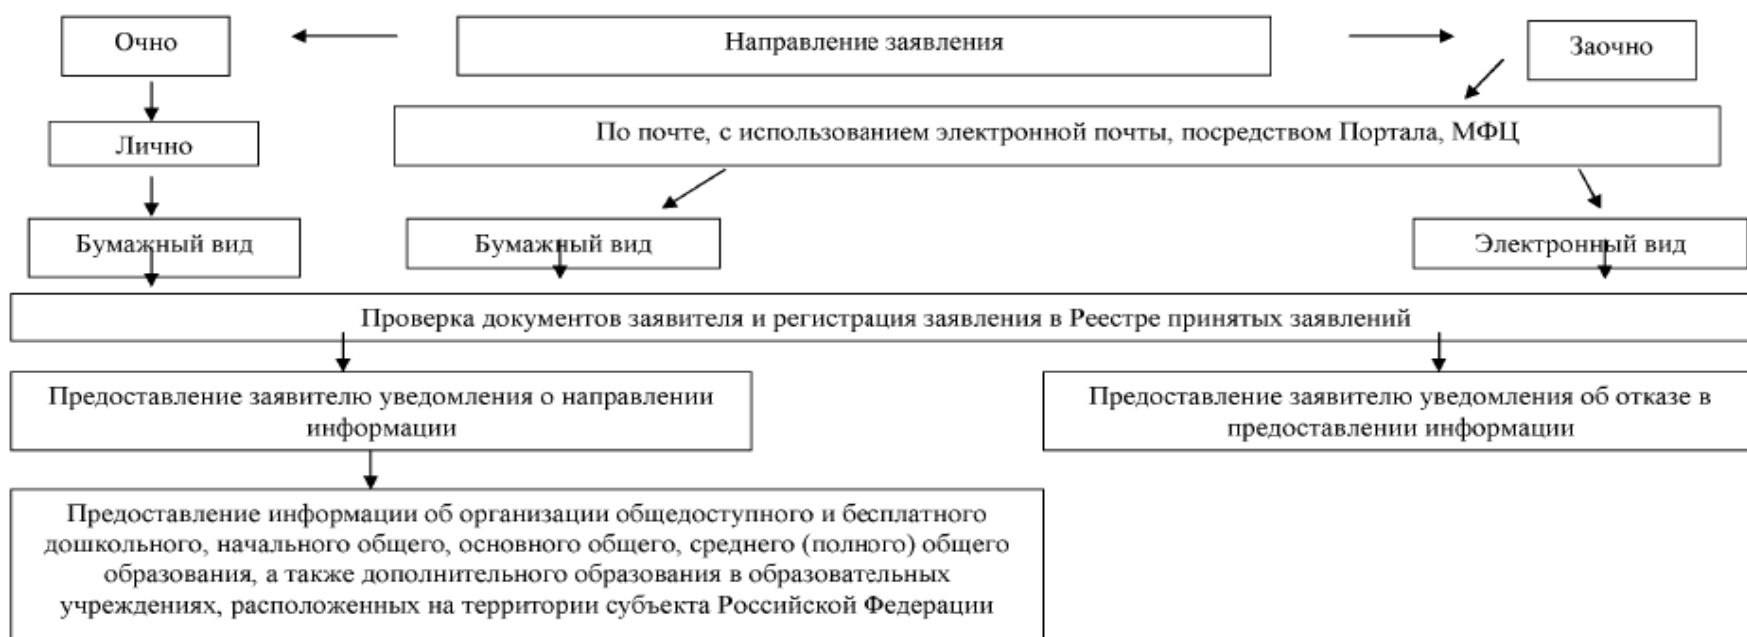 Очно
Направление заявления
Заочно
Лично
По почте, с использованием электронной почты, посредством Портала, МФЦ
Бумажный вид
Бумажный вид
Электронный вид
Проверка документов заявителя и регистрация заявления в Реестре принятых заявлений
Предоставление заявителю уведомления о направлении
информации
Предоставление заявителю уведомления об отказе в
предоставлении информации
Предоставление информации об организации общедоступного и бесплатного
дошкольного, начального общего, основного общего, среднего (полного) общего
образования, а также дополнительного образования в образовательных
учреждениях, расположенных на территории субъекта Российской Федерации